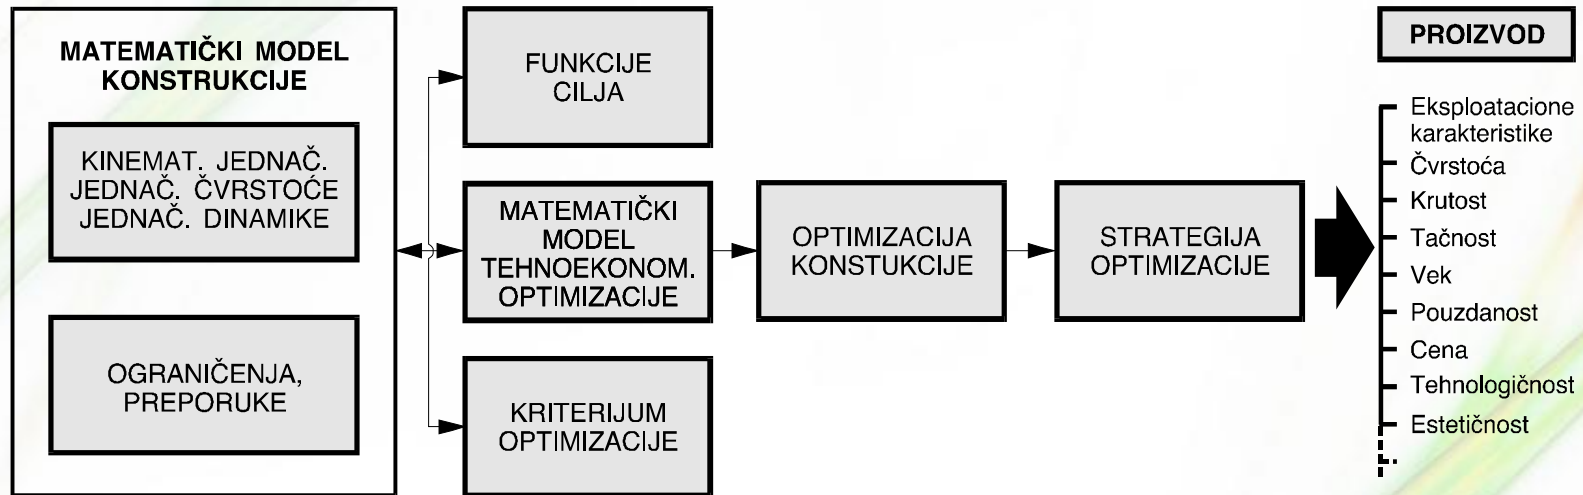 MATEMATIČKI MODEL
KONSTRUKCIJE
KINEMAT. JEDNAČ.
JEDNAČ. ČVRSTOĆE
JEDNAČ. DINAMIKE
OGRANIČENJA,
PREPORUKE
FUNKCIJE
CILJA
MATEMATIČKI
MODEL
TEHNOEKONOM.
OPTIMIZACIJE
KRITERIJUM
OPTIMIZACIJE
OPTIMIZACIJA
KONSTUKCIJE
STRATEGIJA
OPTIMIZACIJE
PROIZVOD
Eksploatacione
karakteristike
Čvrstoća
Krutost
Tačnost
Vek
Pouzdanost
Cena
Tehnologičnost
Estetičnost